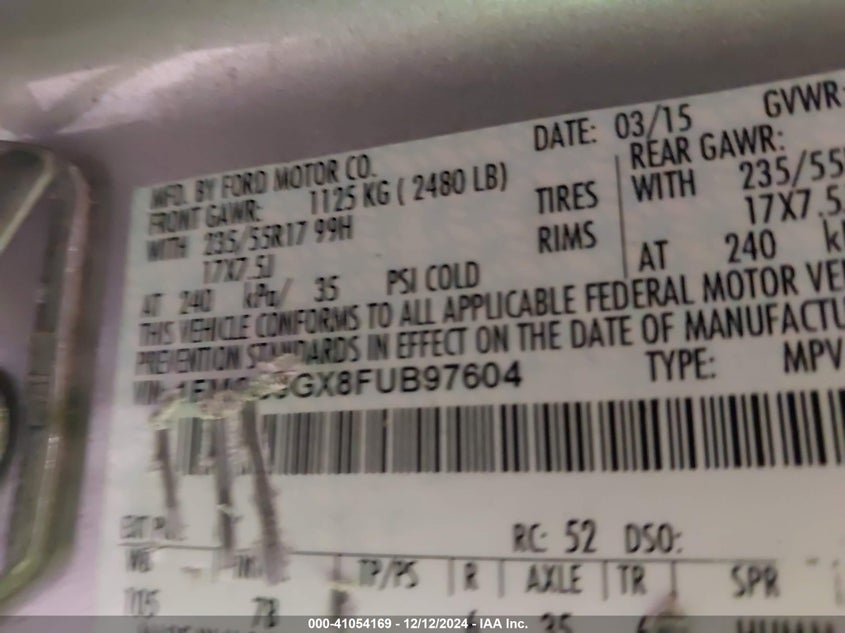 MFD. BY FORD MOTOR CO. DATE: 03/15 GVWR:
FRONT GAWR: 1125 KG ( 2480 LB) REAR GAWR:
WITH 235/55R17 99H TIRES WITH 235/55
17X7.5J RIMS 17X7.5J
AT 240 kPa/ 35 PSI COLD AT 240
THIS VEHICLE CONFORMS TO ALL APPLICABLE FEDERAL MOTOR VE
PREVENTION STANDARDS IN EFFECT ON THE DATE OF MANUFACTU
GX8FUB97604 TYPE: MPV
RC: 52 DSO:
TP/PS R AXLE TR SPR
78 35
000-41054169 - 12/12/2024 - IAA Inc.